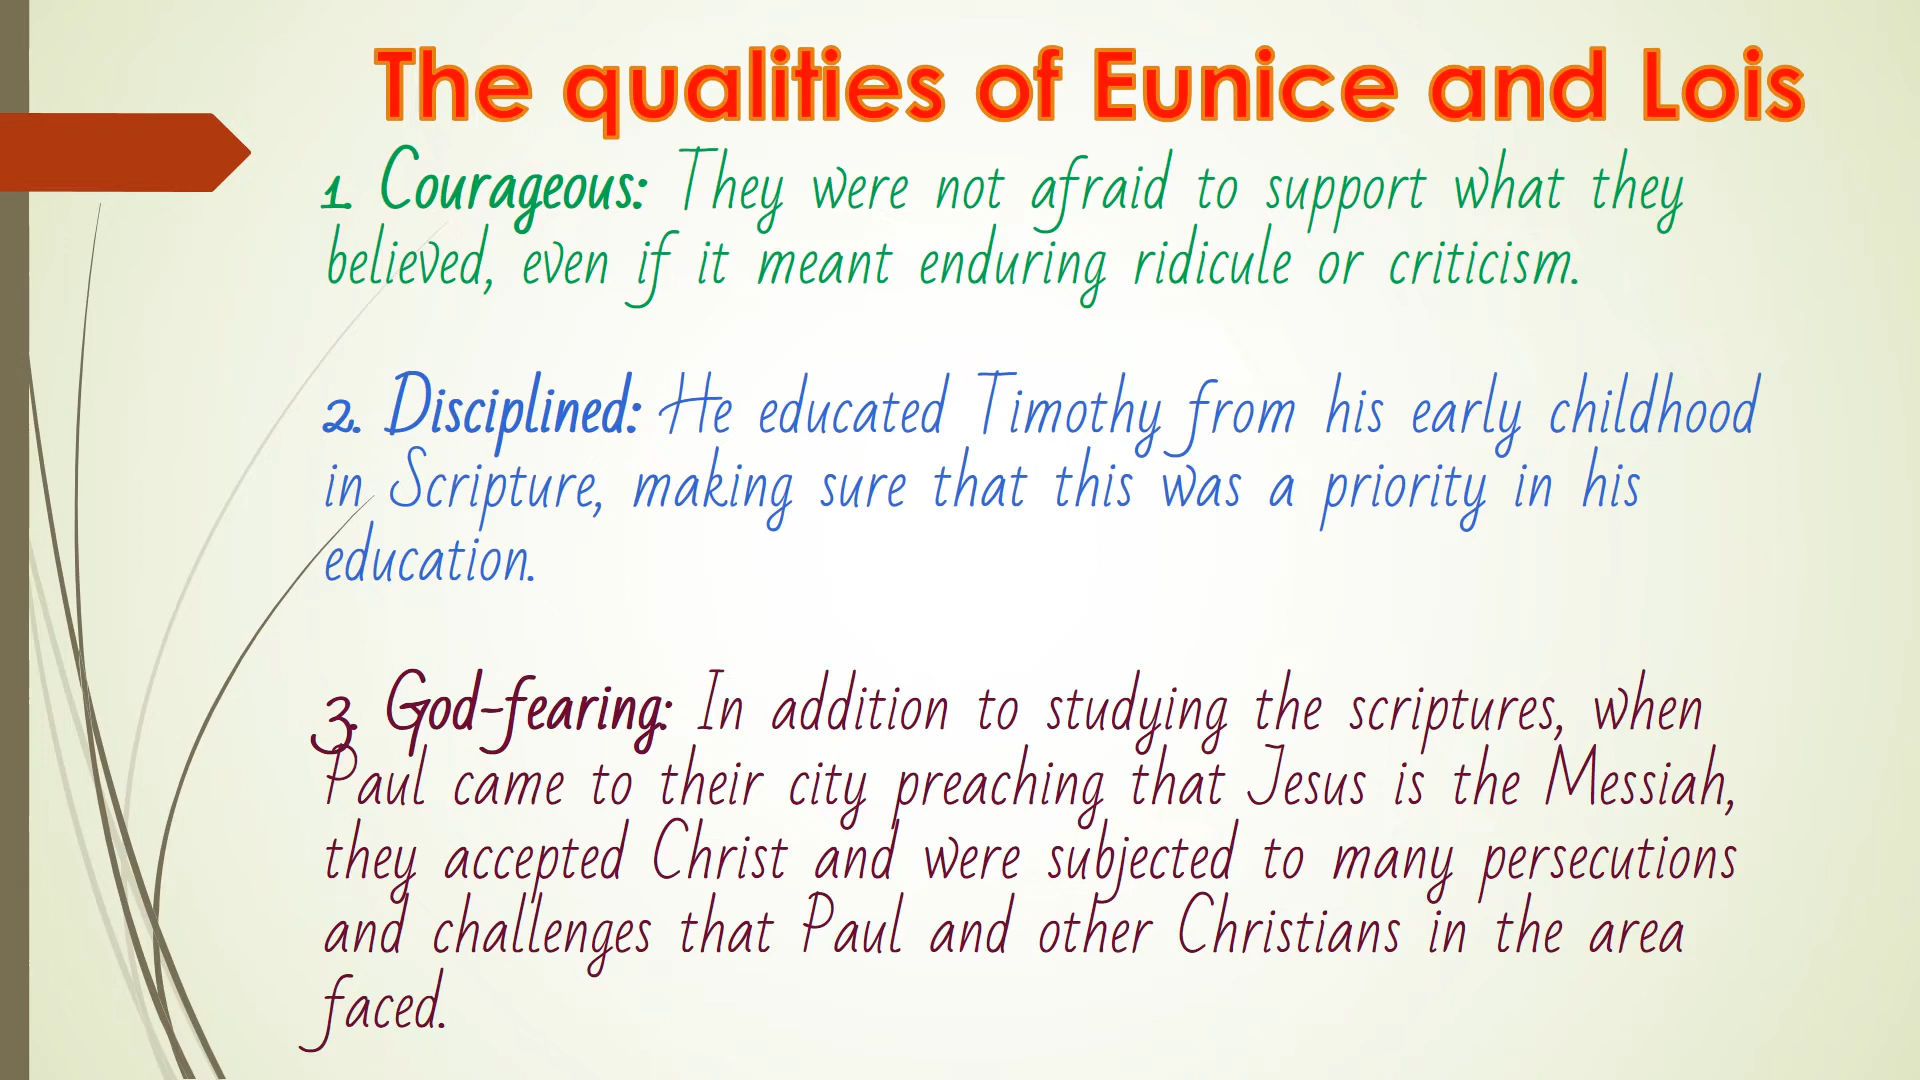 The qualities of Eunice and Lois
1. Courageous: They were not afraid to support what they
believed, even if it meant enduring ridicule or criticism.
2. Disciplined: He educated Timothy from his early childhood
in Scripture, making sure that this was a priority in his
education.
3. God-fearing: In addition to studying the scriptures, when
Paul came to their city preaching that Jesus is the Messiah,
they accepted Christ and were subjected to many persecutions
and challenges that Paul and other Christians in the area
faced.